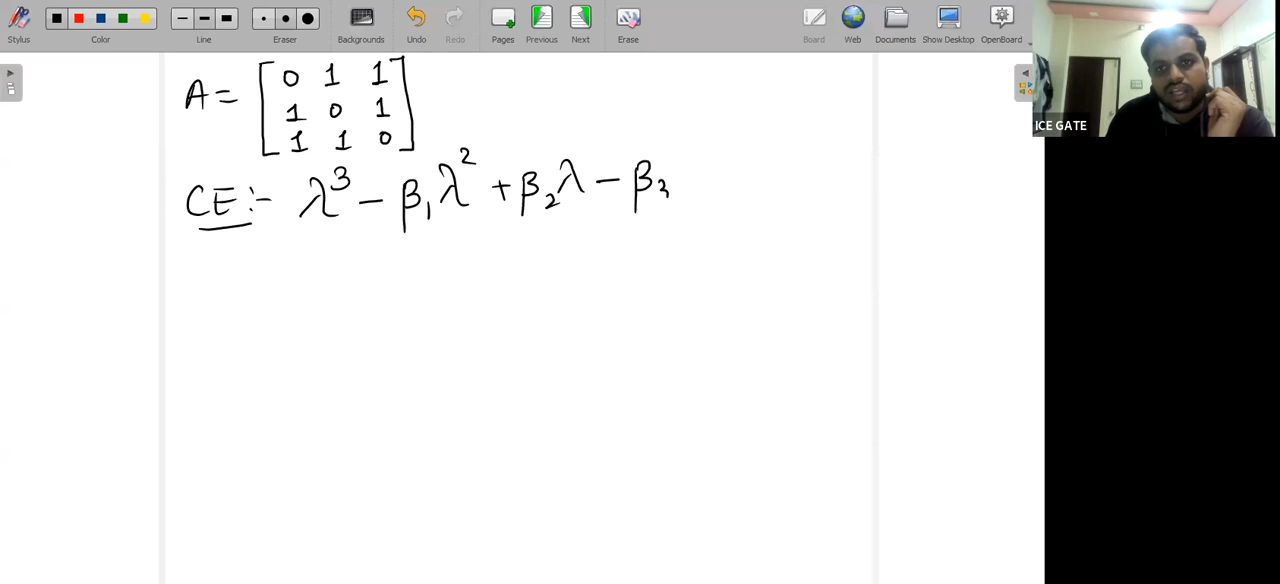 Stylus Color Line Eraser Backgrounds Undo Redo Pages Previous Next Erase Board Web Documents Show Desktop OpenBoard
ICE GATE
A = [0 1 1
1 0 1
1 1 0]
CE :- λ³ - β₁λ² + β₂λ - β₃